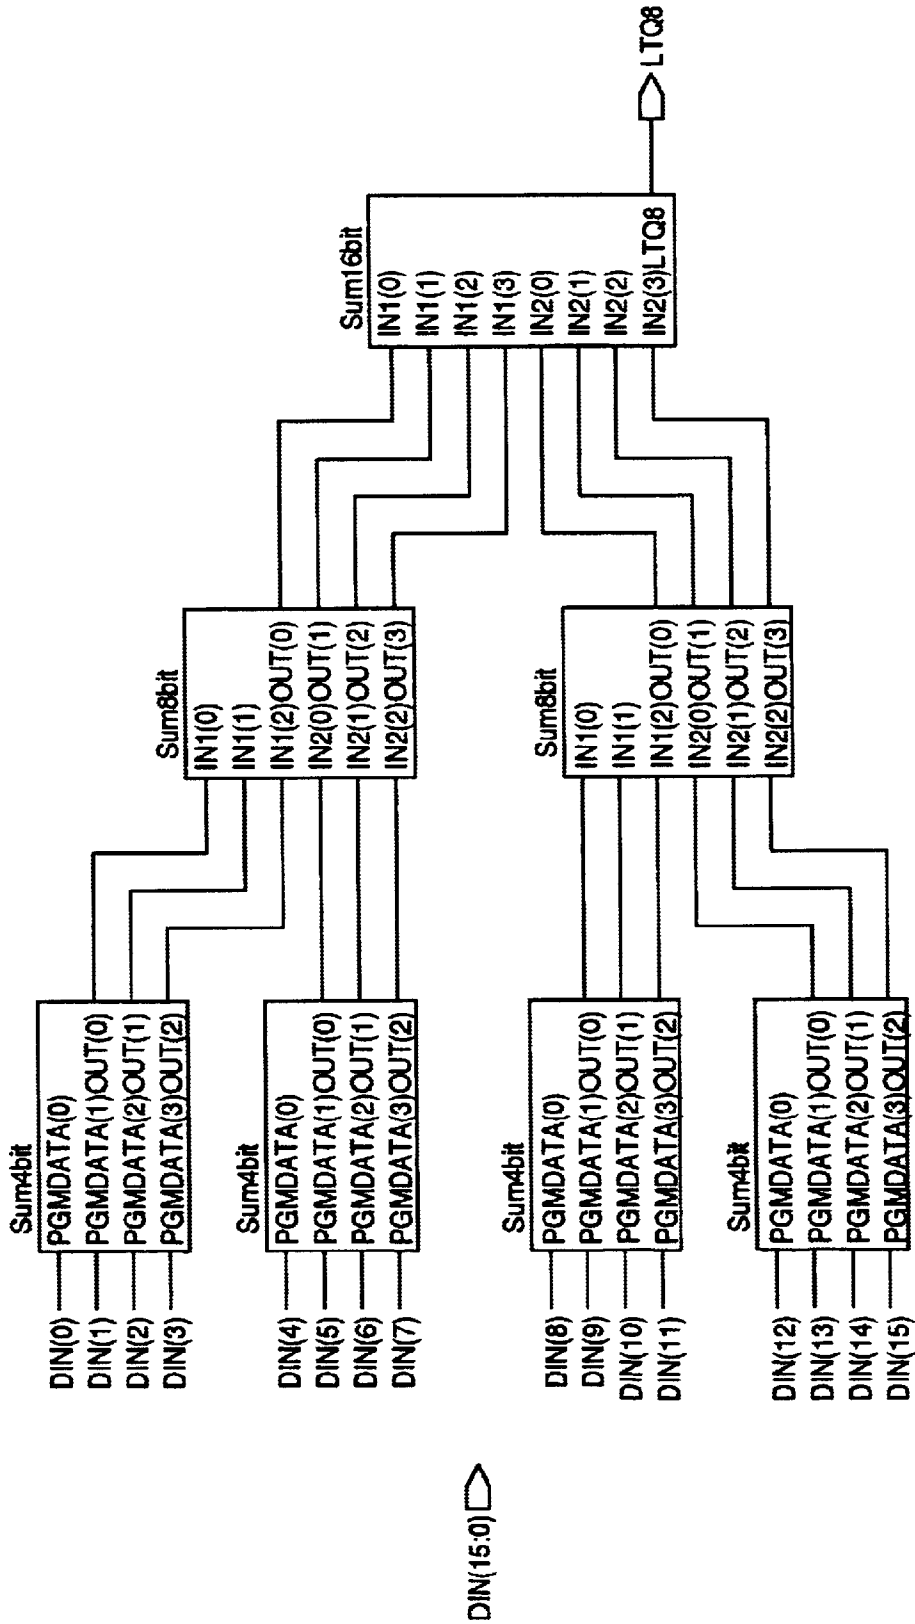 DIN(15:0)
DIN(0)
DIN(1)
DIN(2)
DIN(3)
Sum4bit
PGMDATA(0)
PGMDATA(1)OUT(0)
PGMDATA(2)OUT(1)
PGMDATA(3)OUT(2)
DIN(4)
DIN(5)
DIN(6)
DIN(7)
Sum4bit
PGMDATA(0)
PGMDATA(1)OUT(0)
PGMDATA(2)OUT(1)
PGMDATA(3)OUT(2)
DIN(8)
DIN(9)
DIN(10)
DIN(11)
Sum4bit
PGMDATA(0)
PGMDATA(1)OUT(0)
PGMDATA(2)OUT(1)
PGMDATA(3)OUT(2)
DIN(12)
DIN(13)
DIN(14)
DIN(15)
Sum4bit
PGMDATA(0)
PGMDATA(1)OUT(0)
PGMDATA(2)OUT(1)
PGMDATA(3)OUT(2)
Sum8bit
IN1(0)
IN1(1)
IN1(2)OUT(0)
IN2(0)OUT(1)
IN2(1)OUT(2)
IN2(2)OUT(3)
Sum8bit
IN1(0)
IN1(1)
IN1(2)OUT(0)
IN2(0)OUT(1)
IN2(1)OUT(2)
IN2(2)OUT(3)
Sum16bit
IN1(0)
IN1(1)
IN1(2)
IN1(3)
IN2(0)
IN2(1)
IN2(2)
IN2(3)LTQ8
LTQ8